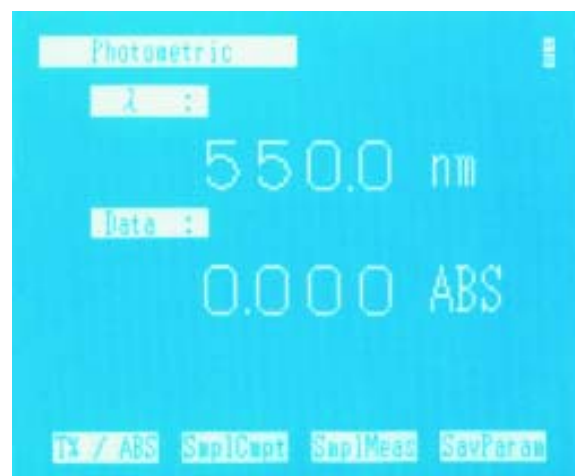 Photometric
λ :
550.0 nm
Data :
0.000 ABS
T% / ABS SmplCmpt SmplMeas SavParam